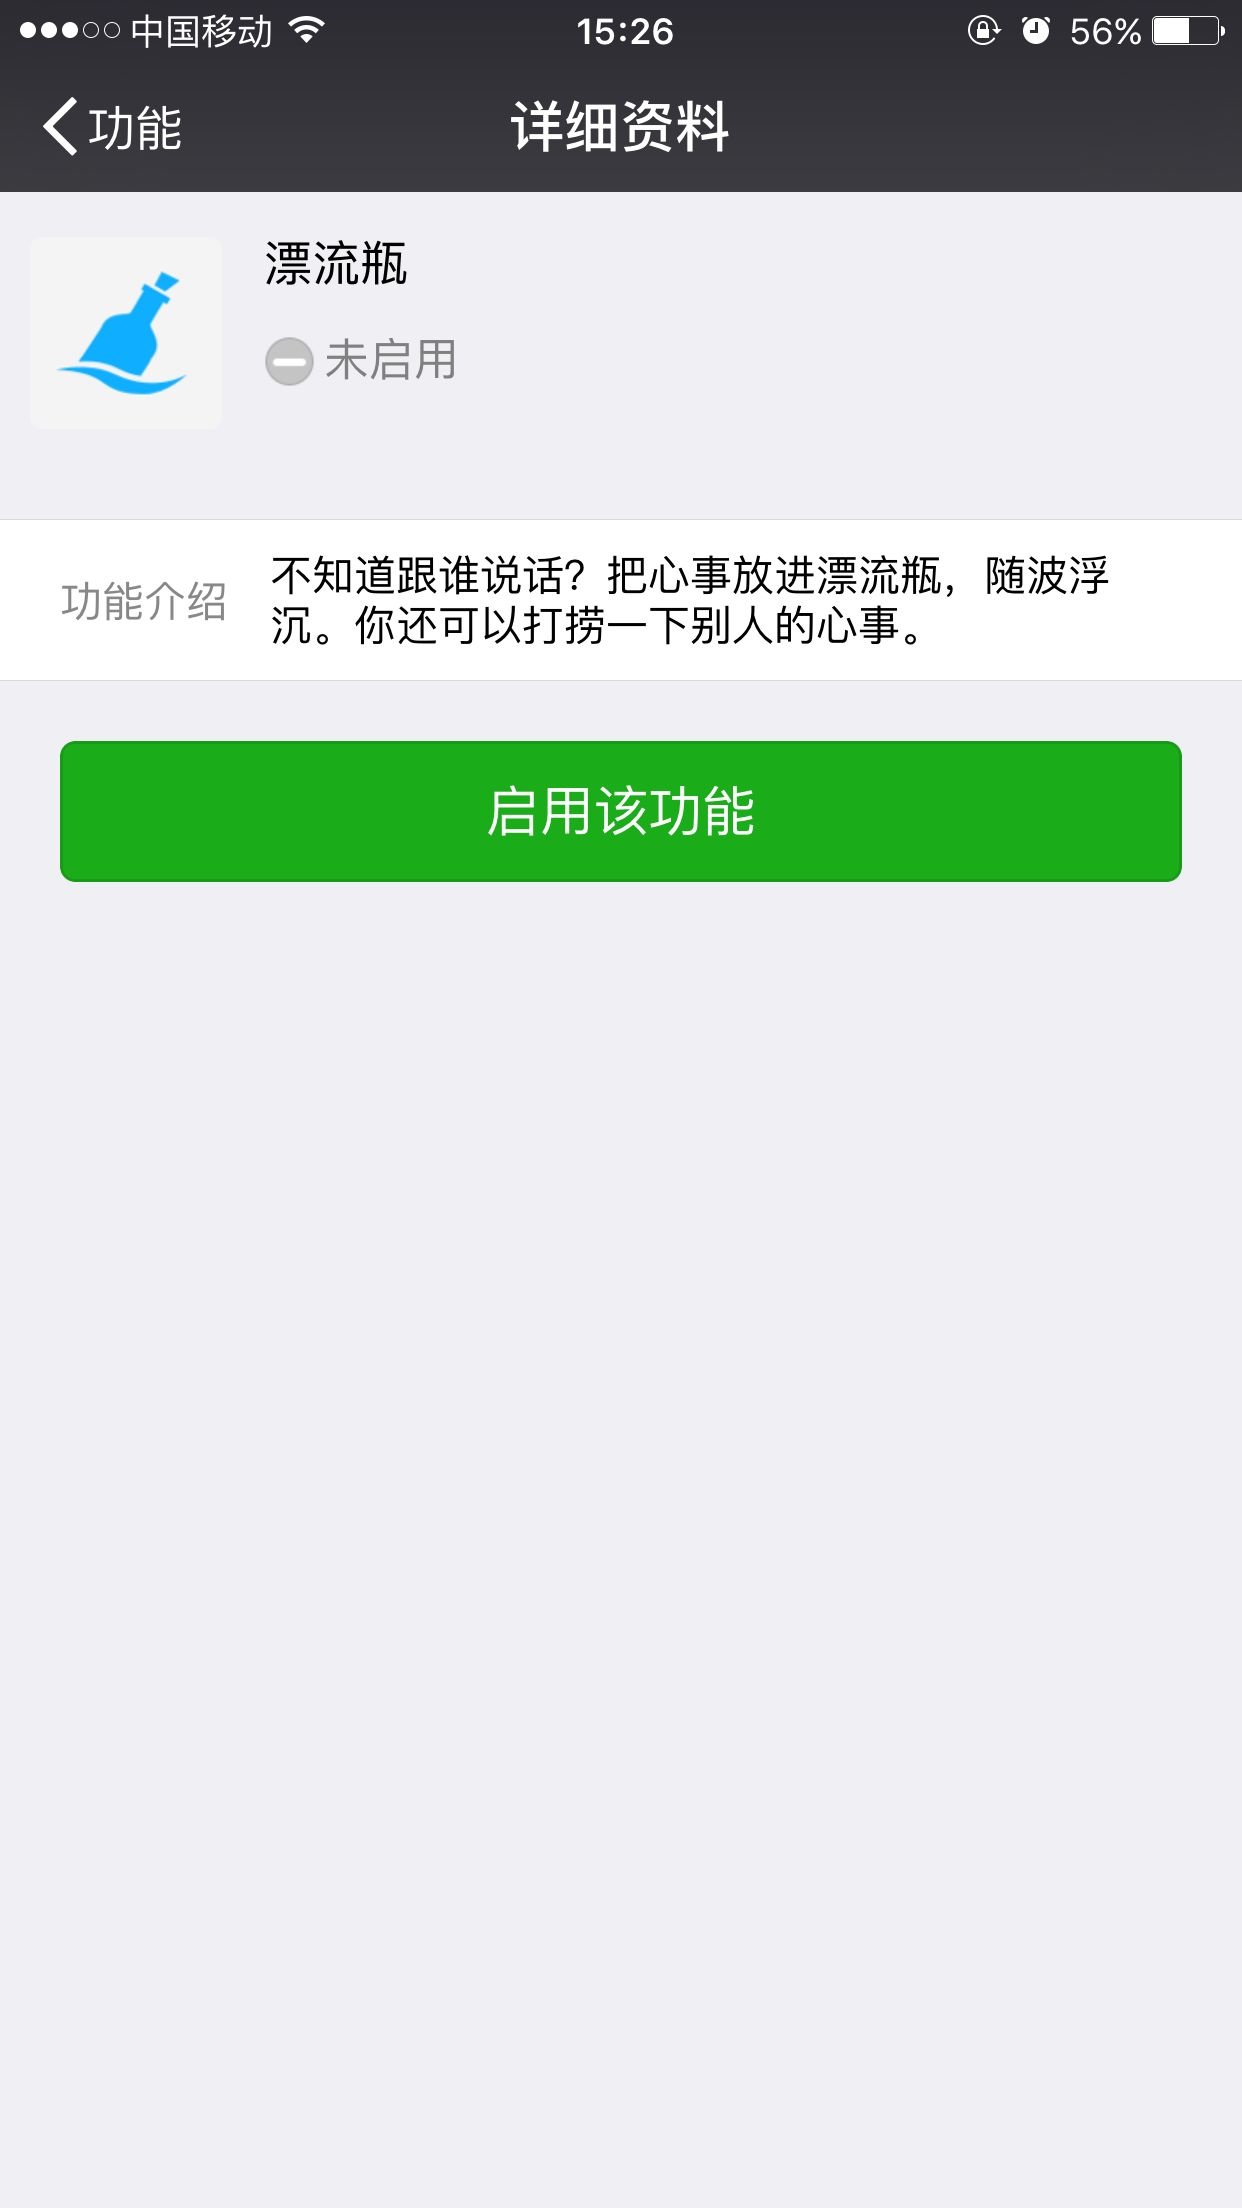 中国移动
15:26
56%
功能
详细资料
漂流瓶
未启用
功能介绍
不知道跟谁说话？把心事放进漂流瓶，随波浮
沉。你还可以打捞一下别人的心事。
启用该功能